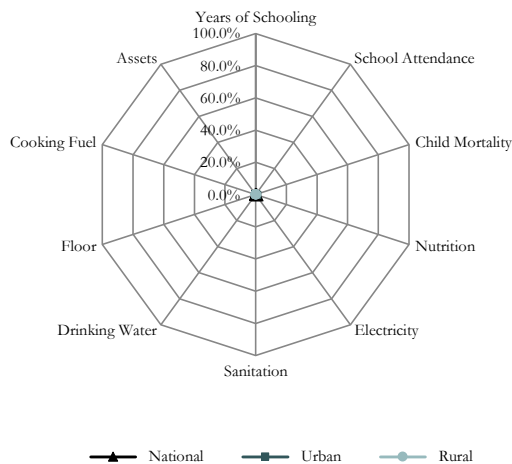 Years of Schooling
100.0%
Assets
School Attendance
80.0%
60.0%
40.0%
Cooking Fuel
Child Mortality
20.0%
0.0%
Floor
Nutrition
Drinking Water
Electricity
Sanitation
National Urban Rural